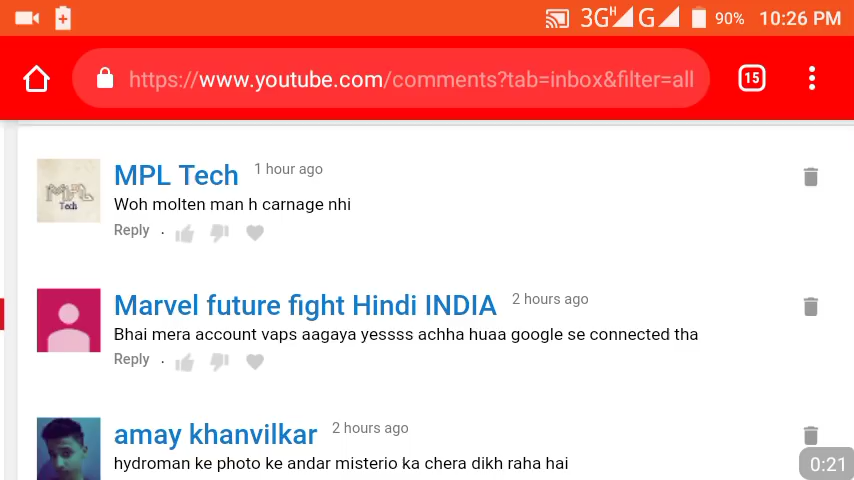 3G H G 90% 10:26 PM
https://www.youtube.com/comments?tab=inbox&filter=all 15
MPL Tech 1 hour ago
MPL Tech
Woh molten man h carnage nhi
Reply .
Marvel future fight Hindi INDIA 2 hours ago
Bhai mera account vaps aagaya yessss achha huaa google se connected tha
Reply .
amay khanvilkar 2 hours ago
hydroman ke photo ke andar misterio ka chera dikh raha hai
0:21